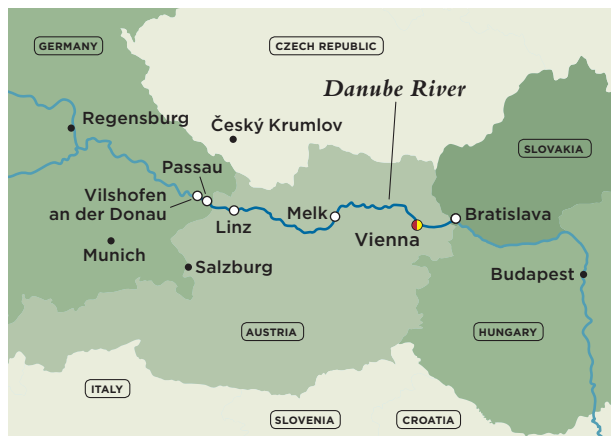 GERMANY
CZECH REPUBLIC
Danube River
Regensburg
Český Krumlov
SLOVAKIA
Passau
Vilshofen
an der Donau
Linz
Melk
Vienna
Bratislava
Munich
Salzburg
Budapest
AUSTRIA
HUNGARY
ITALY
SLOVENIA
CROATIA